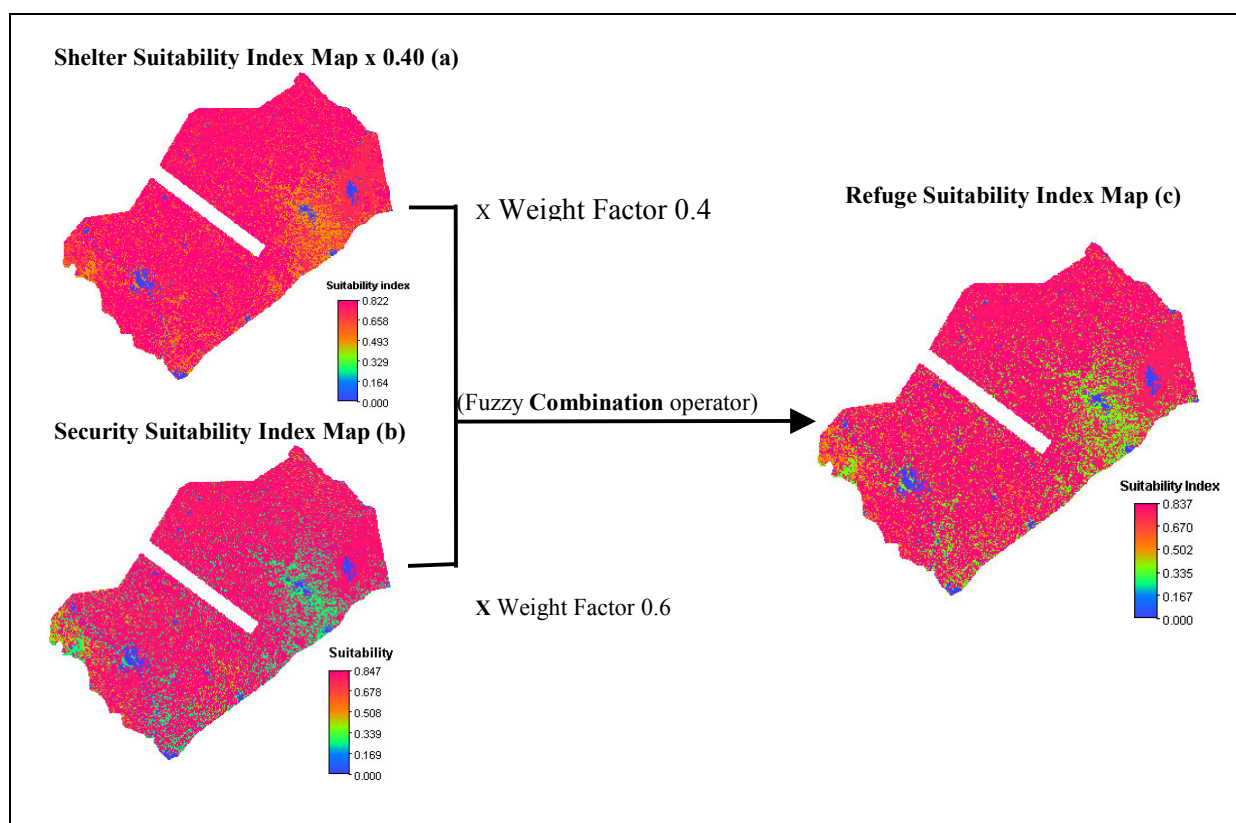 Shelter Suitability Index Map x 0.40 (a)
x Weight Factor 0.4
Refuge Suitability Index Map (c)
Suitability index
0.822
0.658
0.493
0.329
0.164
0.000
(Fuzzy Combination operator)
Security Suitability Index Map (b)
Suitability Index
0.837
0.670
0.502
0.335
0.167
0.000
X Weight Factor 0.6
Suitability
0.847
0.678
0.508
0.339
0.169
0.000